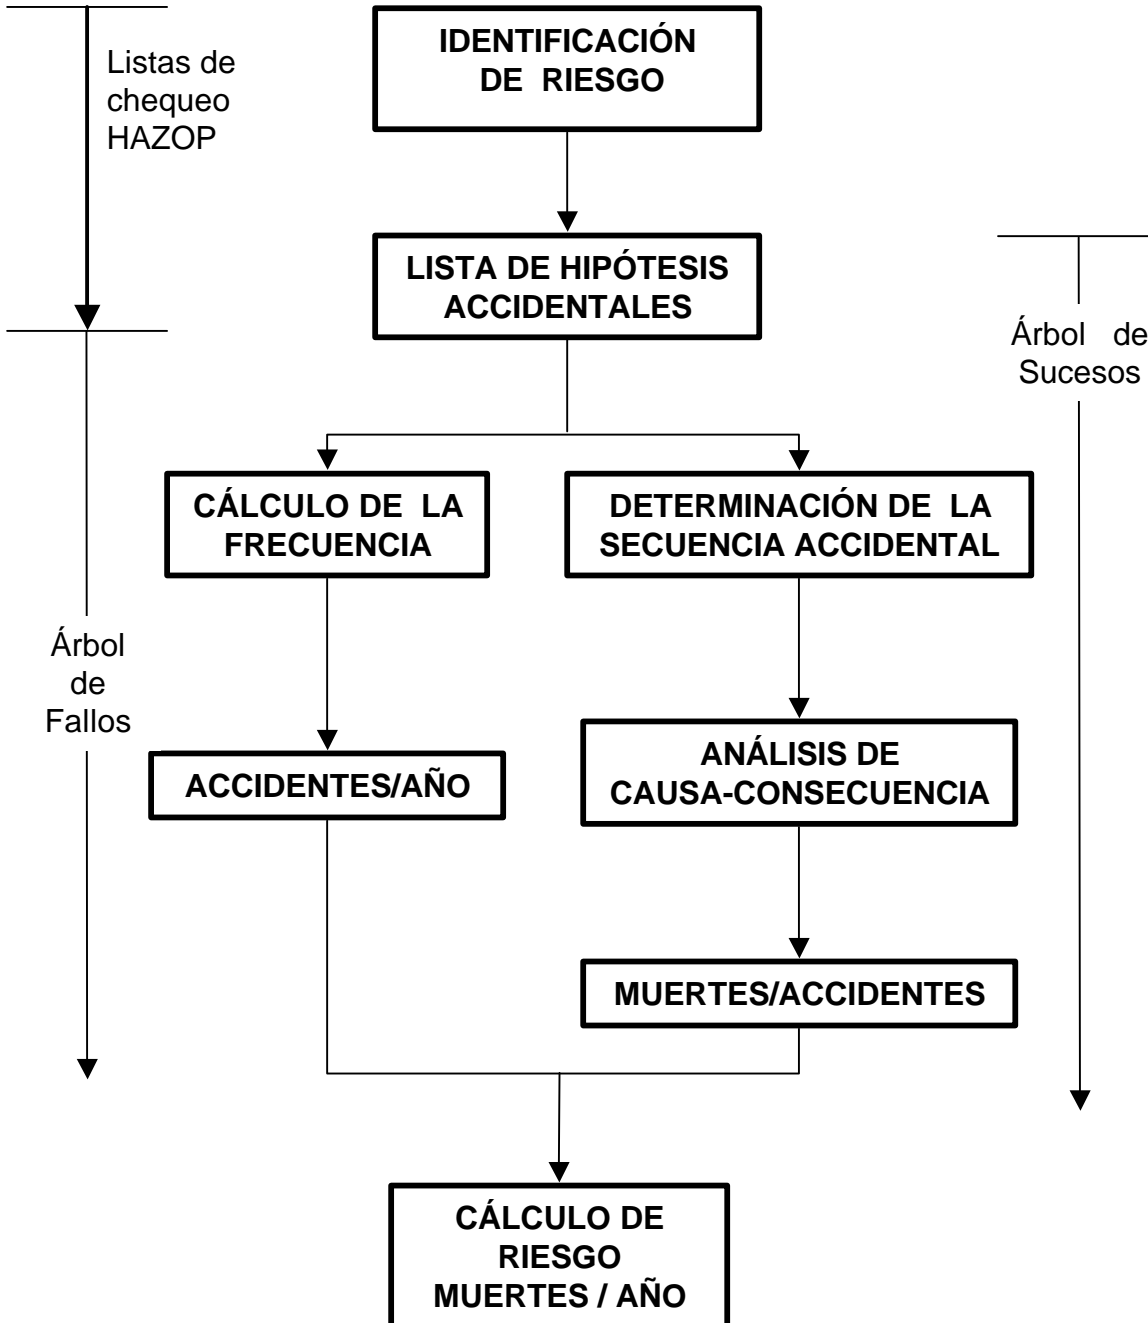 IDENTIFICACIÓN
DE RIESGO
Listas de
chequeo
HAZOP
LISTA DE HIPÓTESIS
ACCIDENTALES
Árbol de
Sucesos
CÁLCULO DE LA
FRECUENCIA
DETERMINACIÓN DE LA
SECUENCIA ACCIDENTAL
Árbol
de
Fallos
ACCIDENTES/AÑO
ANÁLISIS DE
CAUSA-CONSECUENCIA
MUERTES/ACCIDENTES
CÁLCULO DE
RIESGO
MUERTES / AÑO